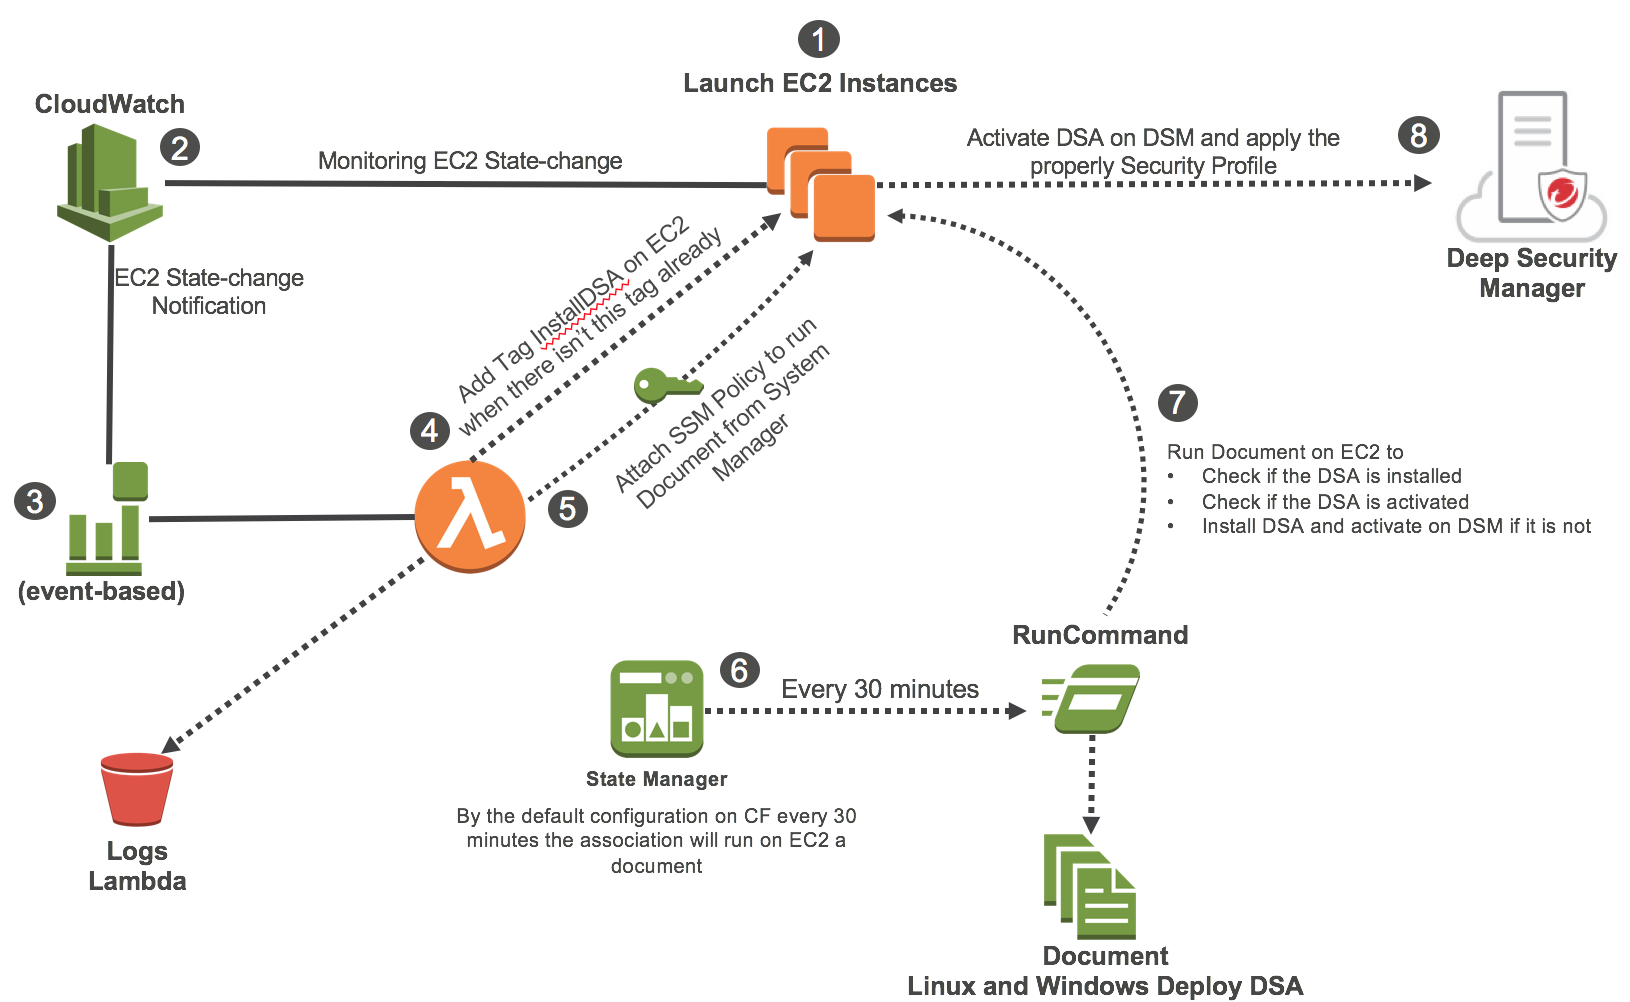 1
Launch EC2 Instances
CloudWatch
2
Monitoring EC2 State-change
Activate DSA on DSM and apply the
properly Security Profile
8
Deep Security
Manager
EC2 State-change
Notification
Add Tag InstallDSA on EC2
when there isn't this tag already
4
Attach SSM Policy to run
Document from System
Manager
5
3
(event-based)
λ
7
Run Document on EC2 to
• Check if the DSA is installed
• Check if the DSA is activated
• Install DSA and activate on DSM if it is not
RunCommand
6
Every 30 minutes
State Manager
By the default configuration on CF every 30
minutes the association will run on EC2 a
document
Logs
Lambda
Document
Linux and Windows Deploy DSA